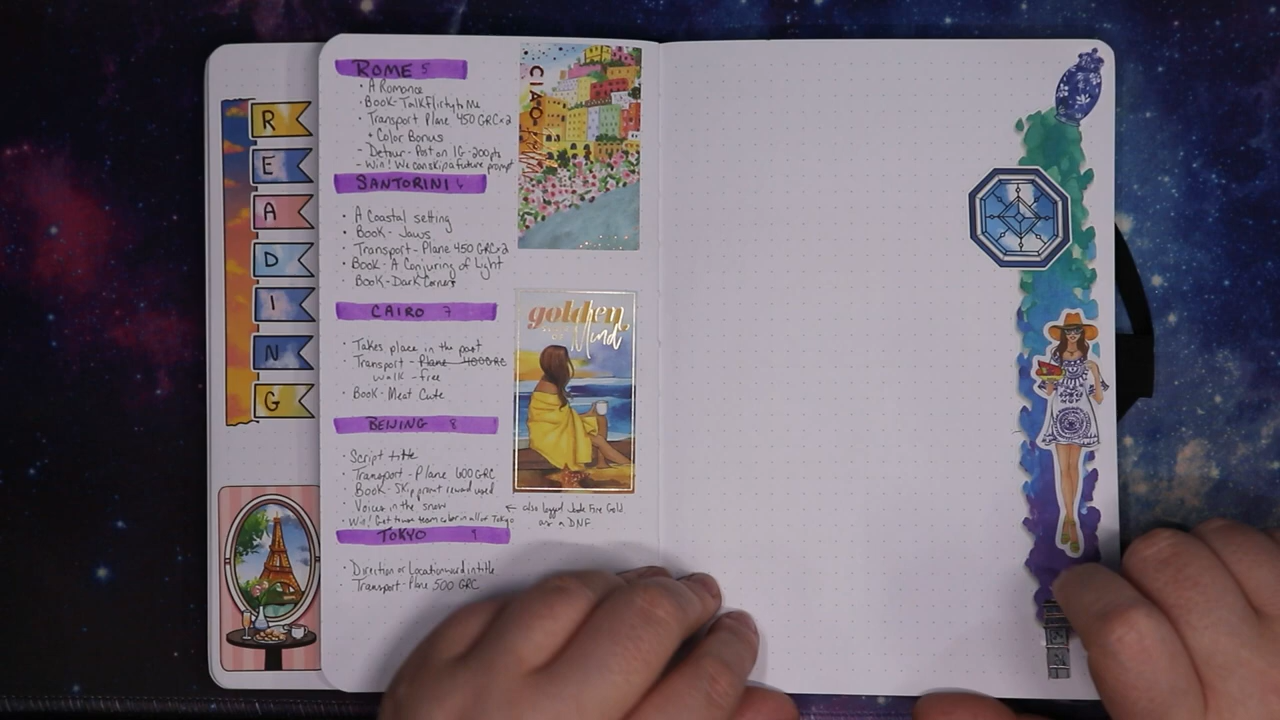 READING
ROME 5
• A Romance
• Book - Talk Flirty to Me
• Transport Plane 450 GRC x2
+ Color Bonus
- Detour - Post on IG - 200pts
- Win! We can skip a future prompt
SANTORINI 6
• A Coastal setting
• Book - Jaws
Transport - Plane 450 GRC x2
• Book - A Conjuring of Light
Book - Dark Corners
CAIRO 7
• Takes place in the past
Transport - Plane 400GRC
walk - free
• Book - Meat Cute
BEIJING 8
• Script title
Transport - Plane 600 GRC
Book - Skip prompt reward used
Voices in the snow
• Win! Get to use team color in all of Tokyo
TOKYO 9
• Direction or Location word in title
Transport - Plane 500 GRC
CIAO
golden
Mind
← also logged Jade Fire Gold
as a DNF